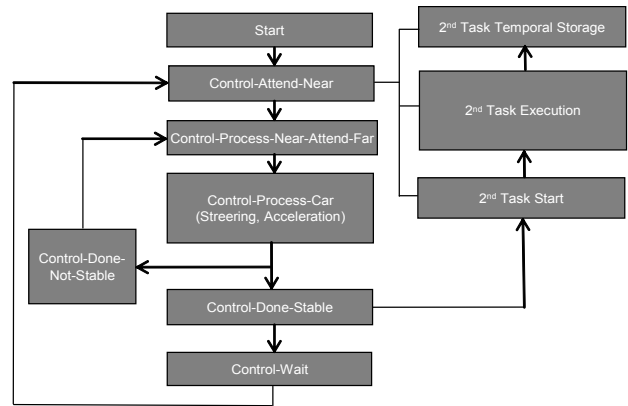 Start
2nd Task Temporal Storage
Control-Attend-Near
2nd Task Execution
Control-Process-Near-Attend-Far
Control-Process-Car
(Streering, Acceleration)
2nd Task Start
Control-Done-
Not-Stable
Control-Done-Stable
Control-Wait